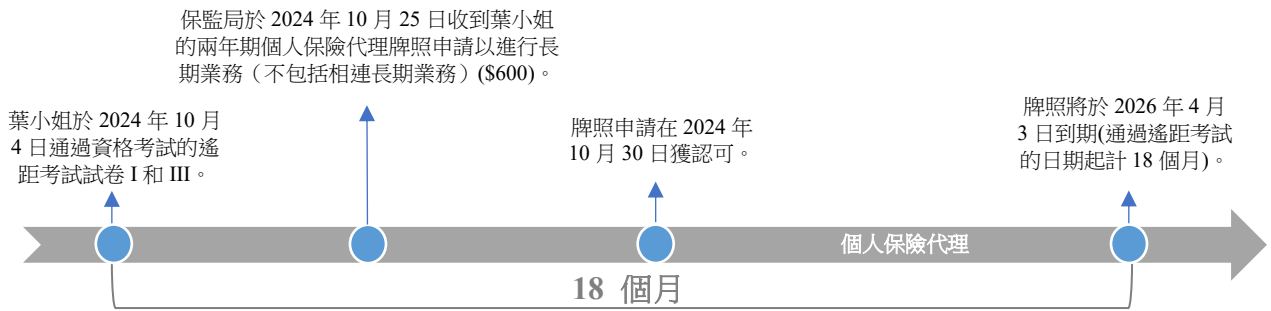 保監局於 2024 年 10 月 25 日收到葉小姐
的兩年期個人保險代理牌照申請以進行長
期業務（不包括相連長期業務）($600)。
葉小姐於 2024 年 10 月
4 日通過資格考試的遙
距考試試卷 I 和 III。
牌照申請在 2024 年
10 月 30 日獲認可。
牌照將於 2026 年 4 月
3 日到期(通過遙距考試
的日期起計 18 個月)。
個人保險代理
18 個月